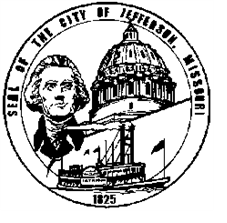 SEAL OF THE CITY OF JEFFERSON, MISSOURI
1825